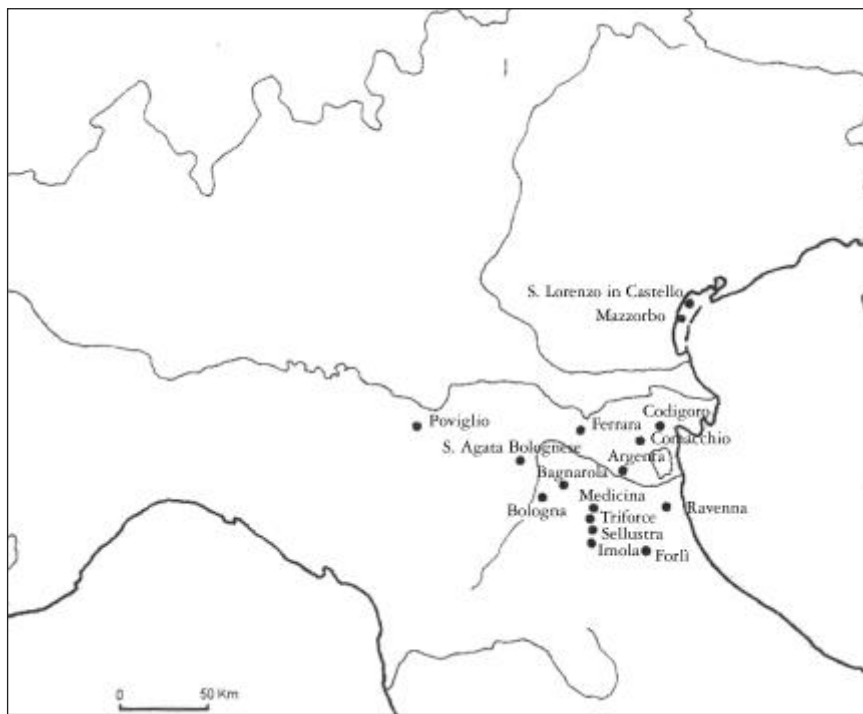 S. Lorenzo in Castello
Mazzorbo
Poviglio
Ferrara
Codigoro
Comacchio
S. Agata Bolognese
Argenta
Bagnarola
Medicina
Bologna
Ravenna
Triforce
Sellustra
Imola
Forlì
0 50 Km